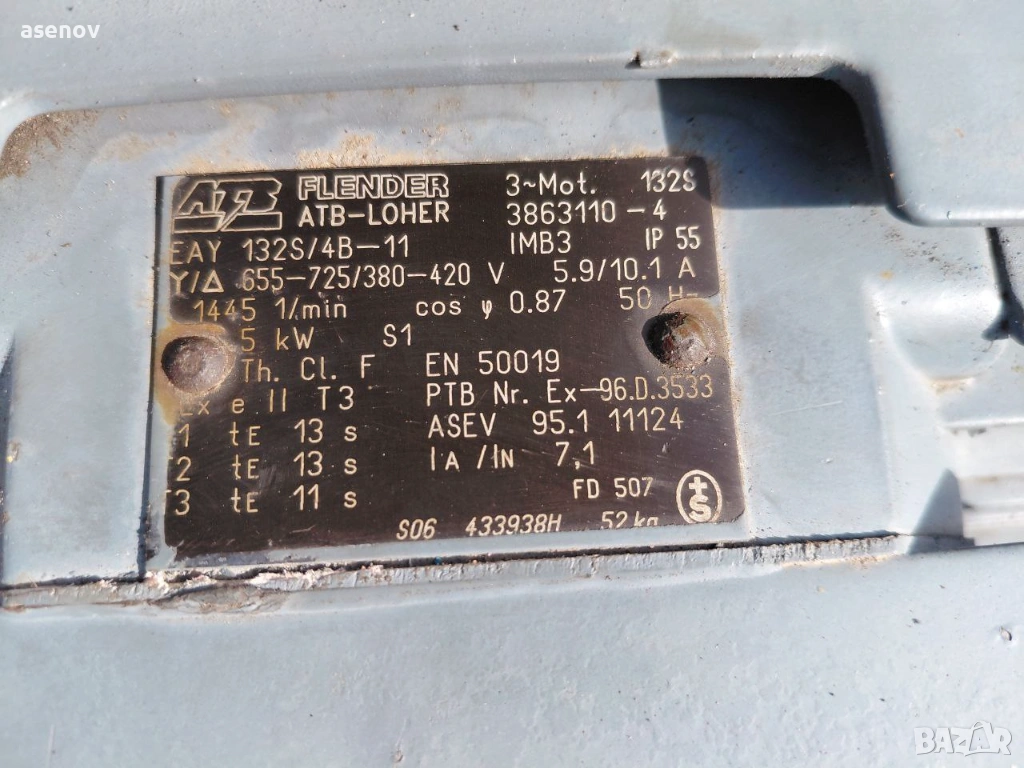 asenov
ATB FLENDER 3~Mot. 132S
ATB-LOHER 3863110-4
EAY 132S/4B-11 IMB3 IP 55
Y/Δ 655-725/380-420 V 5.9/10.1 A
1445 1/min cos φ 0.87 50 H
5 kW S1
Th. Cl. F EN 50019
Ex e II T3 PTB Nr. Ex-96.D.3533
1 tE 13 s ASEV 95.1 11124
T2 tE 13 s IA/IN 7,1
T3 tE 11 s FD 507 +S
S06 433938H 52 kg
BAZAR